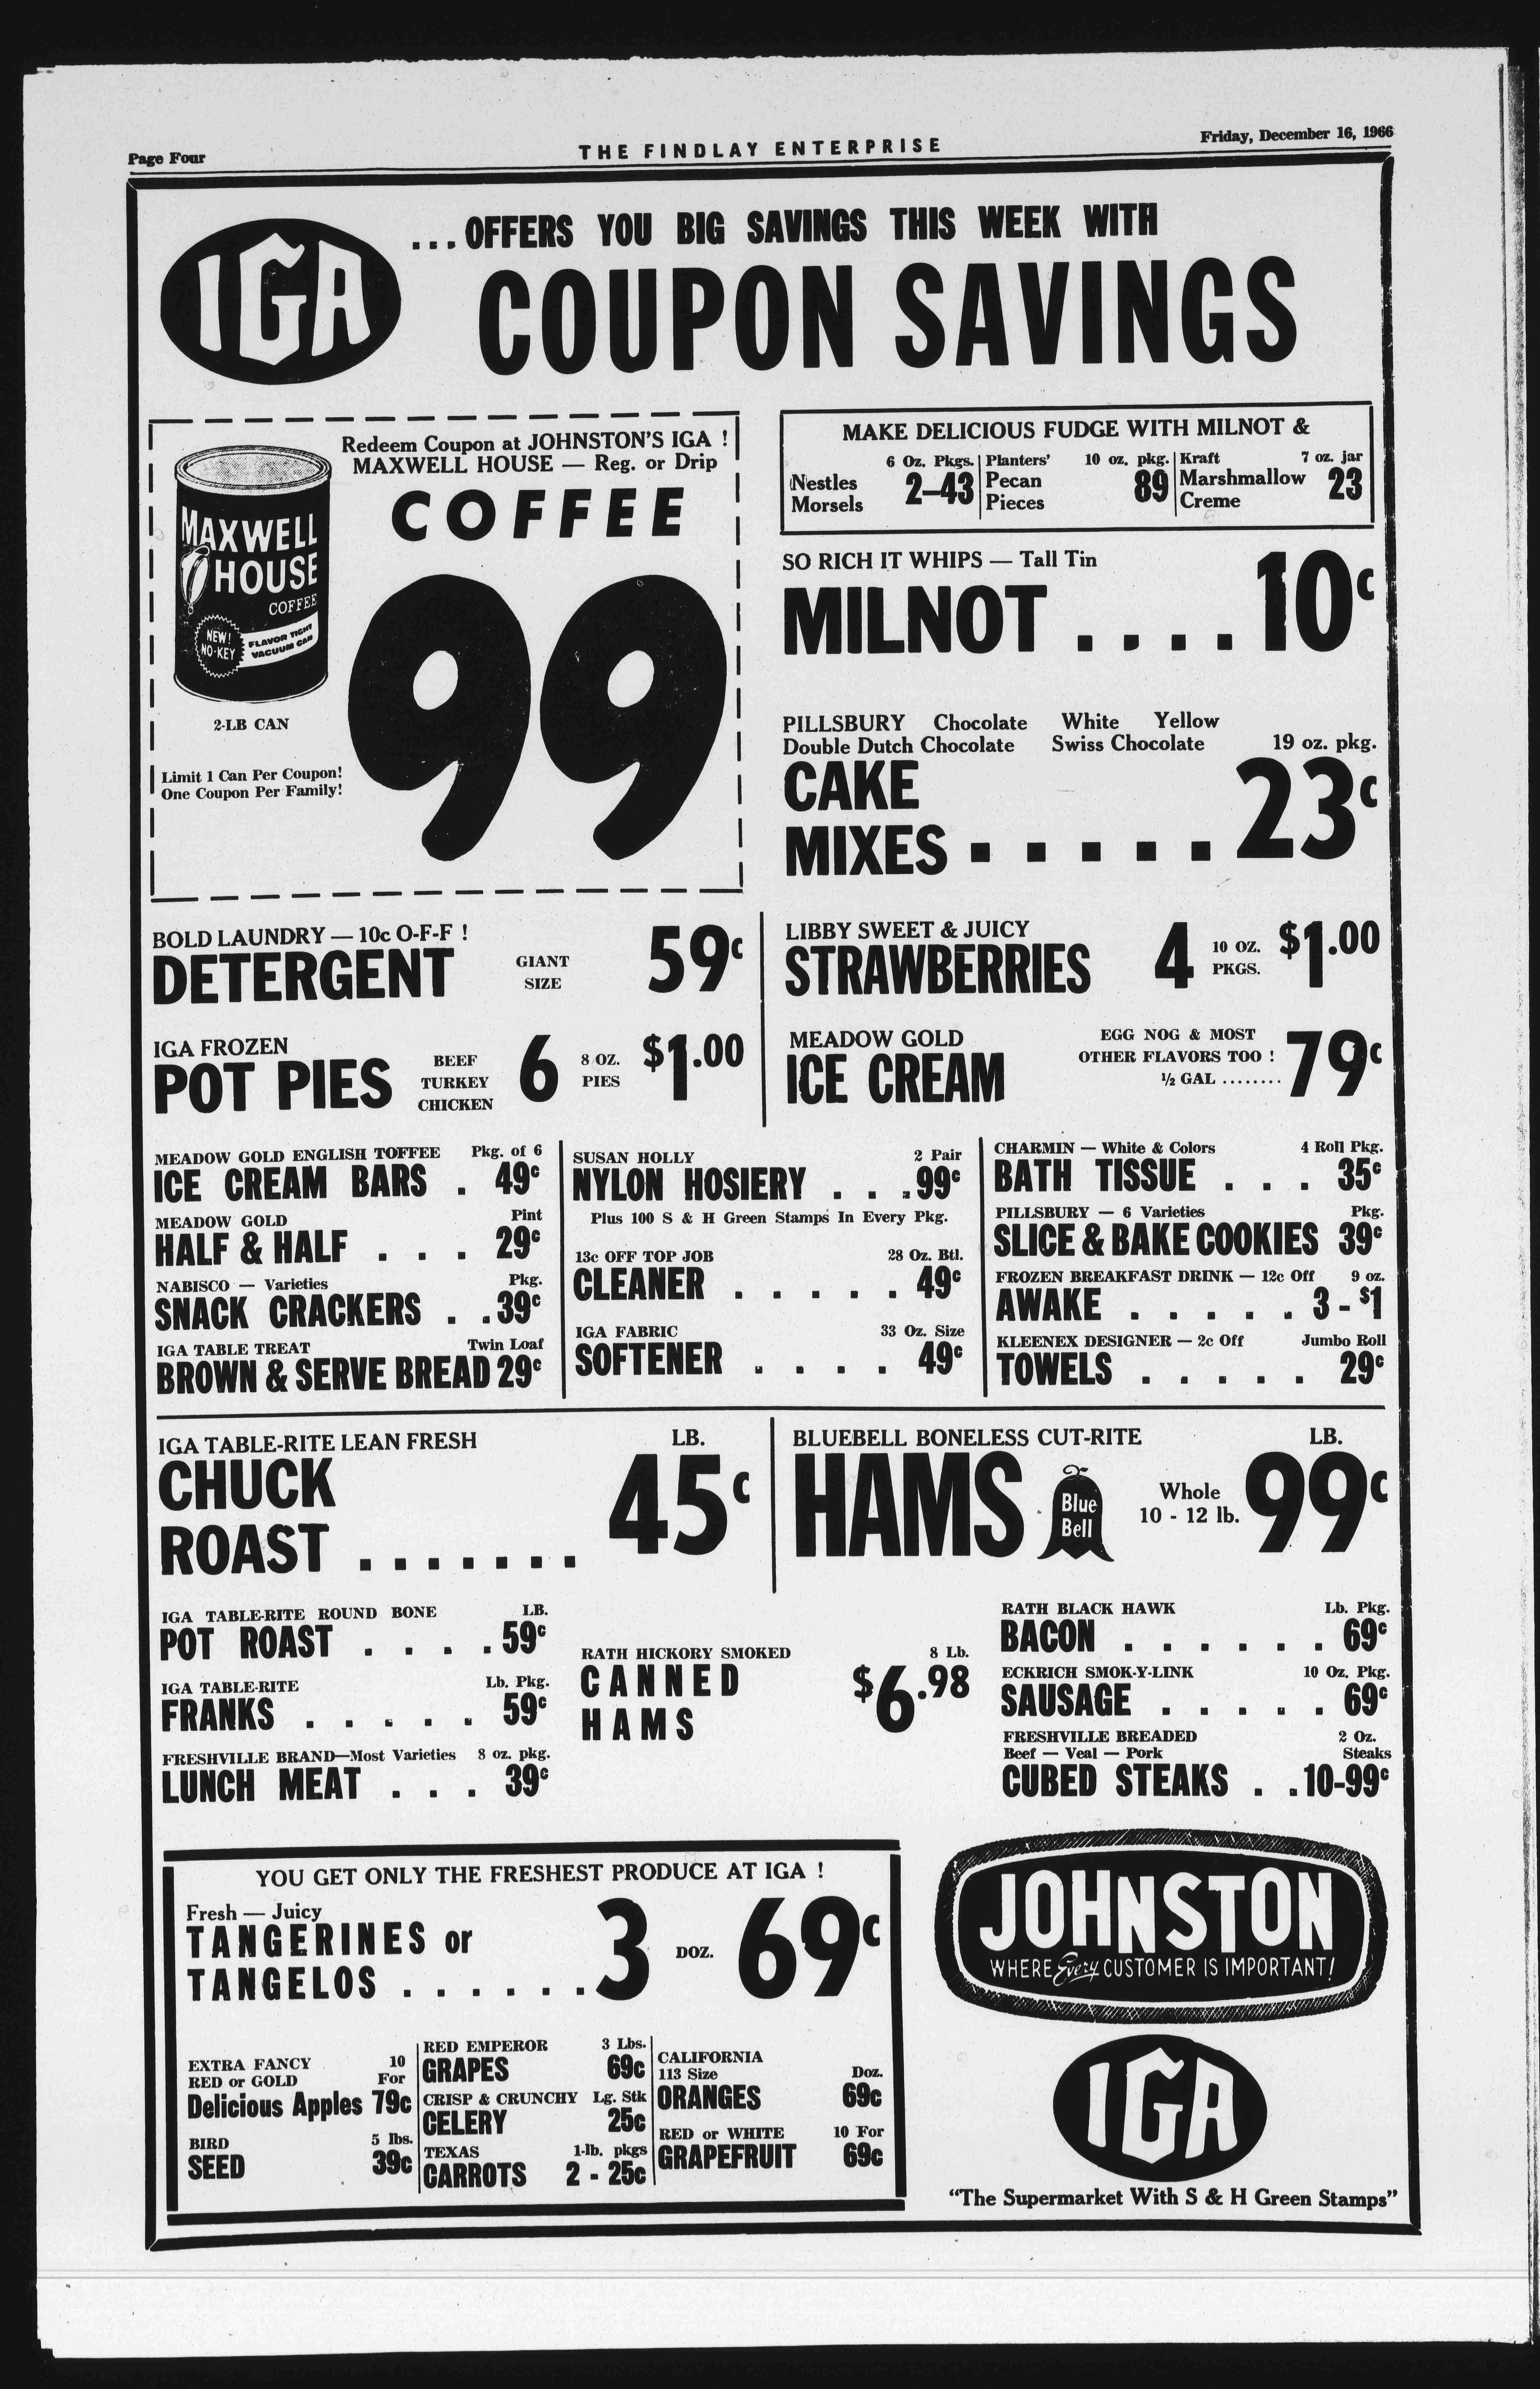 Page Four
THE FINDLAY ENTERPRISE
Friday, December 16, 1966
IGA
...OFFERS YOU BIG SAVINGS THIS WEEK WITH
COUPON SAVINGS
Redeem Coupon at JOHNSTON'S IGA !
MAXWELL HOUSE — Reg. or Drip
COFFEE
99
MAXWELL
HOUSE
COFFEE
NEW!
NO-KEY
FLAVOR TIGHT
VACUUM CAN
2-LB CAN
Limit 1 Can Per Coupon!
One Coupon Per Family!
MAKE DELICIOUS FUDGE WITH MILNOT &
Nestles
Morsels
6 Oz. Pkgs.
2–43
Planters'
Pecan
Pieces
10 oz. pkg.
89
Kraft
Marshmallow
Creme
7 oz. jar
23
SO RICH IT WHIPS — Tall Tin
MILNOT . . . . 10c
PILLSBURY Chocolate White Yellow
Double Dutch Chocolate Swiss Chocolate 19 oz. pkg.
CAKE
MIXES . . . . . 23c
BOLD LAUNDRY — 10c O-F-F !
DETERGENT
GIANT
SIZE
59c
LIBBY SWEET & JUICY
STRAWBERRIES
4
10 OZ.
PKGS.
$1.00
IGA FROZEN
POT PIES
BEEF
TURKEY
CHICKEN
6
8 OZ.
PIES
$1.00
MEADOW GOLD
ICE CREAM
EGG NOG & MOST
OTHER FLAVORS TOO !
½ GAL ........
79c
MEADOW GOLD ENGLISH TOFFEE Pkg. of 6
ICE CREAM BARS . 49c
MEADOW GOLD Pint
HALF & HALF . . . 29c
NABISCO — Varieties Pkg.
SNACK CRACKERS . . 39c
IGA TABLE TREAT Twin Loaf
BROWN & SERVE BREAD 29c
SUSAN HOLLY 2 Pair
NYLON HOSIERY . . . 99c
Plus 100 S & H Green Stamps In Every Pkg.
13c OFF TOP JOB 28 Oz. Btl.
CLEANER . . . . . 49c
IGA FABRIC 33 Oz. Size
SOFTENER . . . . 49c
CHARMIN — White & Colors 4 Roll Pkg.
BATH TISSUE . . . 35c
PILLSBURY — 6 Varieties Pkg.
SLICE & BAKE COOKIES 39c
FROZEN BREAKFAST DRINK — 12c Off 9 oz.
AWAKE . . . . . 3 - $1
KLEENEX DESIGNER — 2c Off Jumbo Roll
TOWELS . . . . . 29c
IGA TABLE-RITE LEAN FRESH LB.
CHUCK
ROAST . . . . . . . 45c
BLUEBELL BONELESS CUT-RITE LB.
HAMS
Blue
Bell
Whole
10 - 12 lb.
99c
IGA TABLE-RITE ROUND BONE LB.
POT ROAST . . . . 59c
IGA TABLE-RITE Lb. Pkg.
FRANKS . . . . . 59c
FRESHVILLE BRAND—Most Varieties 8 oz. pkg.
LUNCH MEAT . . . 39c
RATH HICKORY SMOKED 8 Lb.
CANNED
HAMS
$6.98
RATH BLACK HAWK Lb. Pkg.
BACON . . . . . . 69c
ECKRICH SMOK-Y-LINK 10 Oz. Pkg.
SAUSAGE . . . . . 69c
FRESHVILLE BREADED 2 Oz.
Beef — Veal — Pork Steaks
CUBED STEAKS . . 10-99c
YOU GET ONLY THE FRESHEST PRODUCE AT IGA !
Fresh — Juicy
TANGERINES or
TANGELOS . . . . . . 3 DOZ. 69c
EXTRA FANCY 10
RED or GOLD For
Delicious Apples 79c
BIRD 5 lbs.
SEED 39c
RED EMPEROR 3 Lbs.
GRAPES 69c
CRISP & CRUNCHY Lg. Stk
CELERY 25c
TEXAS 1-lb. pkgs
CARROTS 2 - 25c
CALIFORNIA
113 Size Doz.
ORANGES 69c
RED or WHITE 10 For
GRAPEFRUIT 69c
JOHNSTON
WHERE Every CUSTOMER IS IMPORTANT!
IGA
"The Supermarket With S & H Green Stamps"